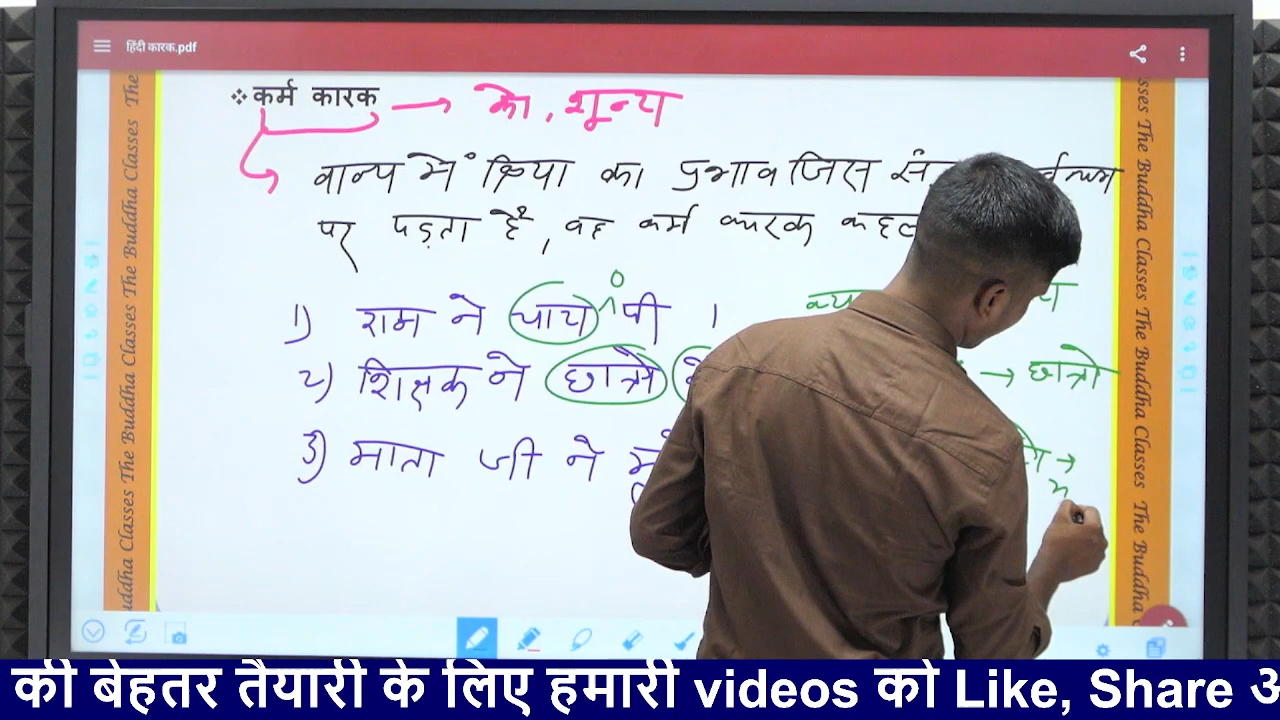 हिंदी कारक.pdf
❖ कर्म कारक → को, शून्य
वाक्य में क्रिया का प्रभाव जिस
पर पड़ता है, वह कर्म कारक
1) राम ने चाय पी ।
2) शिक्षक ने छात्रों → छात्रो
3) माता जी ने
The Buddha Classes The Buddha Classes The
The Buddha Classes The Buddha Classes
की बेहतर तैयारी के लिए हमारी videos को Like, Share